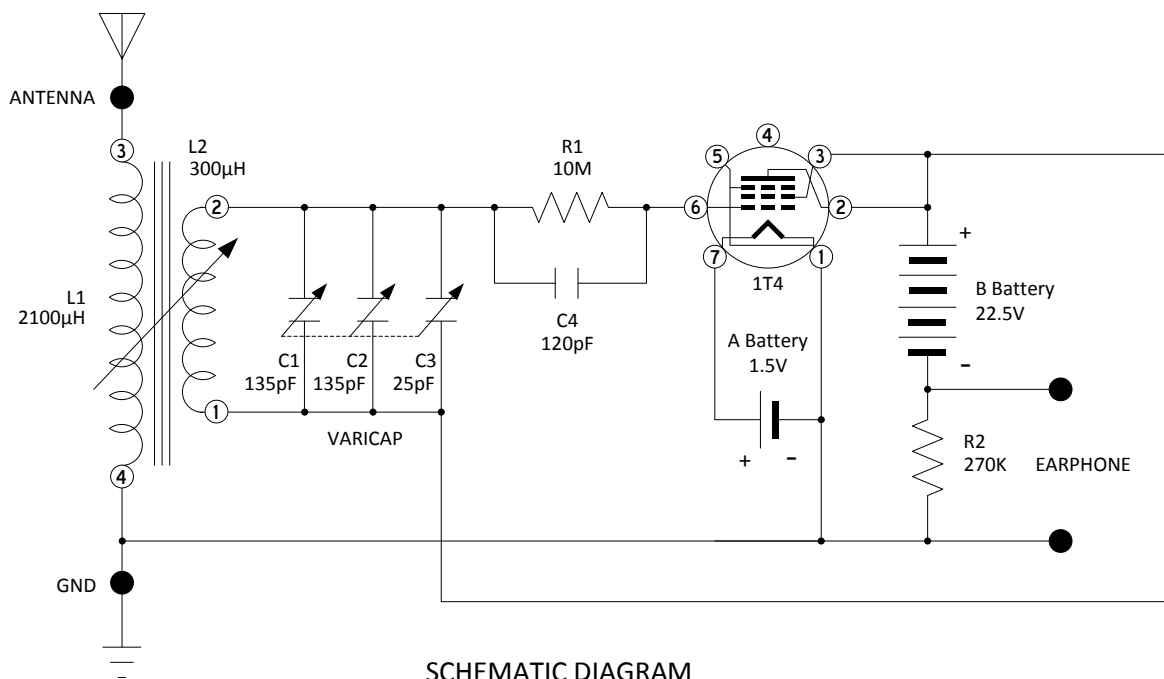 ANTENNA
3
L2
300µH
2
L1
2100µH
1
4
GND
C1
135pF
C2
135pF
C3
25pF
VARICAP
R1
10M
C4
120pF
4
5
3
6
2
7
1
1T4
A Battery
1.5V
+
-
+
B Battery
22.5V
-
R2
270K
EARPHONE
SCHEMATIC DIAGRAM